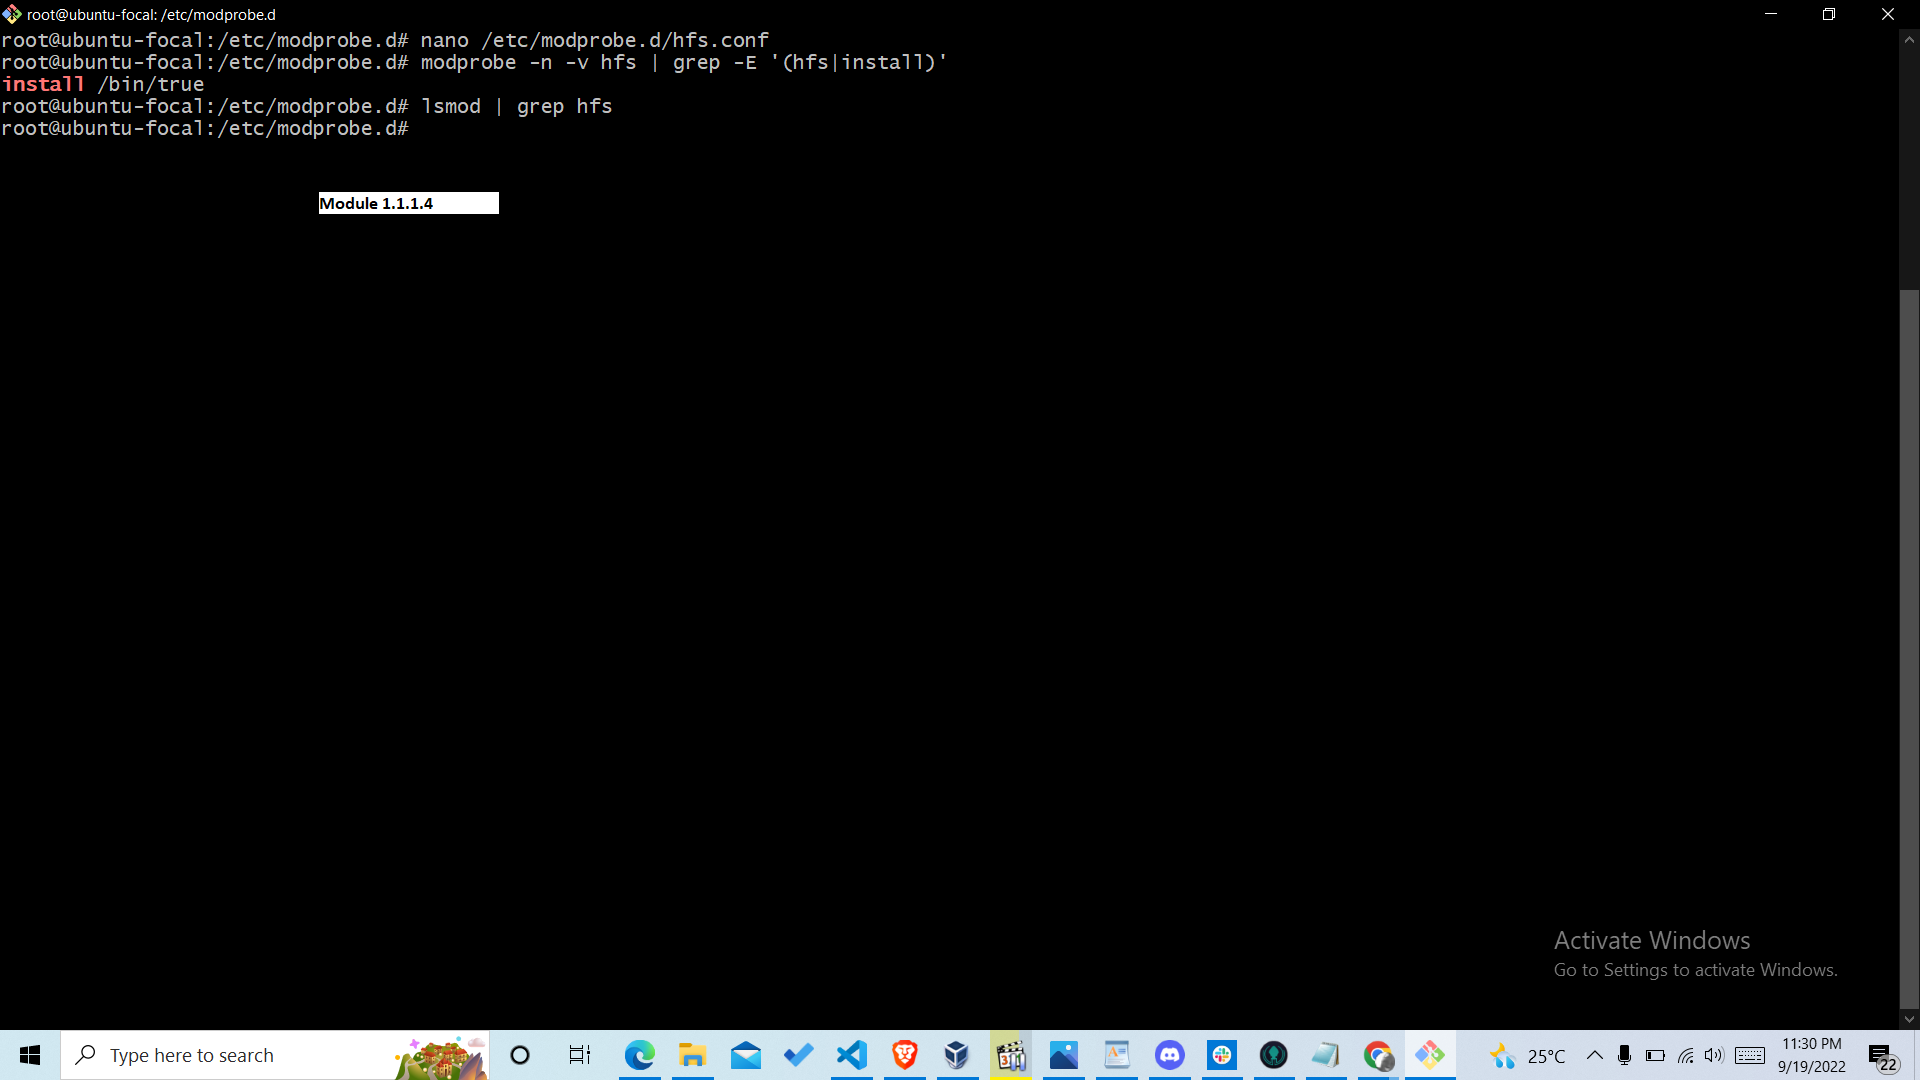 root@ubuntu-focal: /etc/modprobe.d
root@ubuntu-focal:/etc/modprobe.d# nano /etc/modprobe.d/hfs.conf
root@ubuntu-focal:/etc/modprobe.d# modprobe -n -v hfs | grep -E '(hfs|install)'
install /bin/true
root@ubuntu-focal:/etc/modprobe.d# lsmod | grep hfs
root@ubuntu-focal:/etc/modprobe.d#
Module 1.1.1.4
Activate Windows
Go to Settings to activate Windows.
Type here to search
25°C
11:30 PM
9/19/2022
22